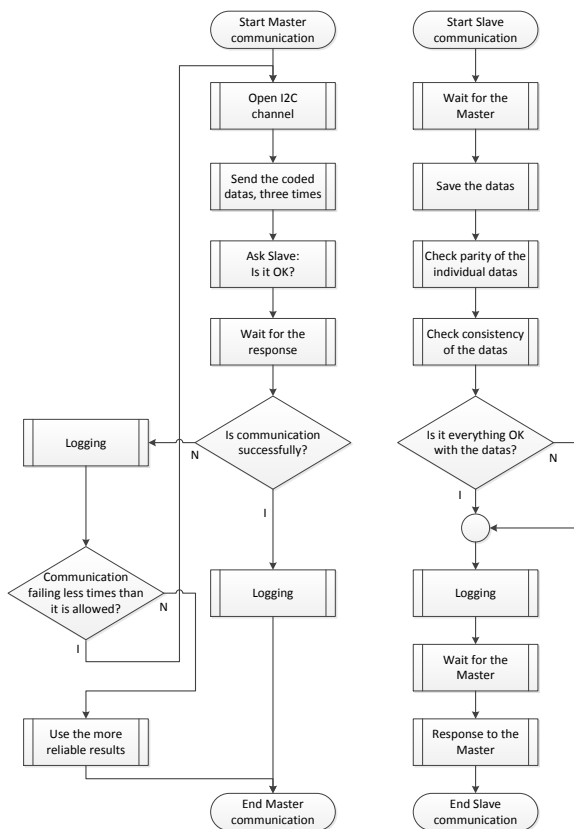 Start Master
communication
Open I2C
channel
Send the coded
datas, three times
Ask Slave:
Is it OK?
Wait for the
response
Is communication
successfully?
N
I
Logging
Logging
Communication
failing less times than
it is allowed?
N
I
Use the more
reliable results
End Master
communication
Start Slave
communication
Wait for the
Master
Save the datas
Check parity of the
individual datas
Check consistency
of the datas
Is it everything OK
with the datas?
N
I
Logging
Wait for the
Master
Response to the
Master
End Slave
communication